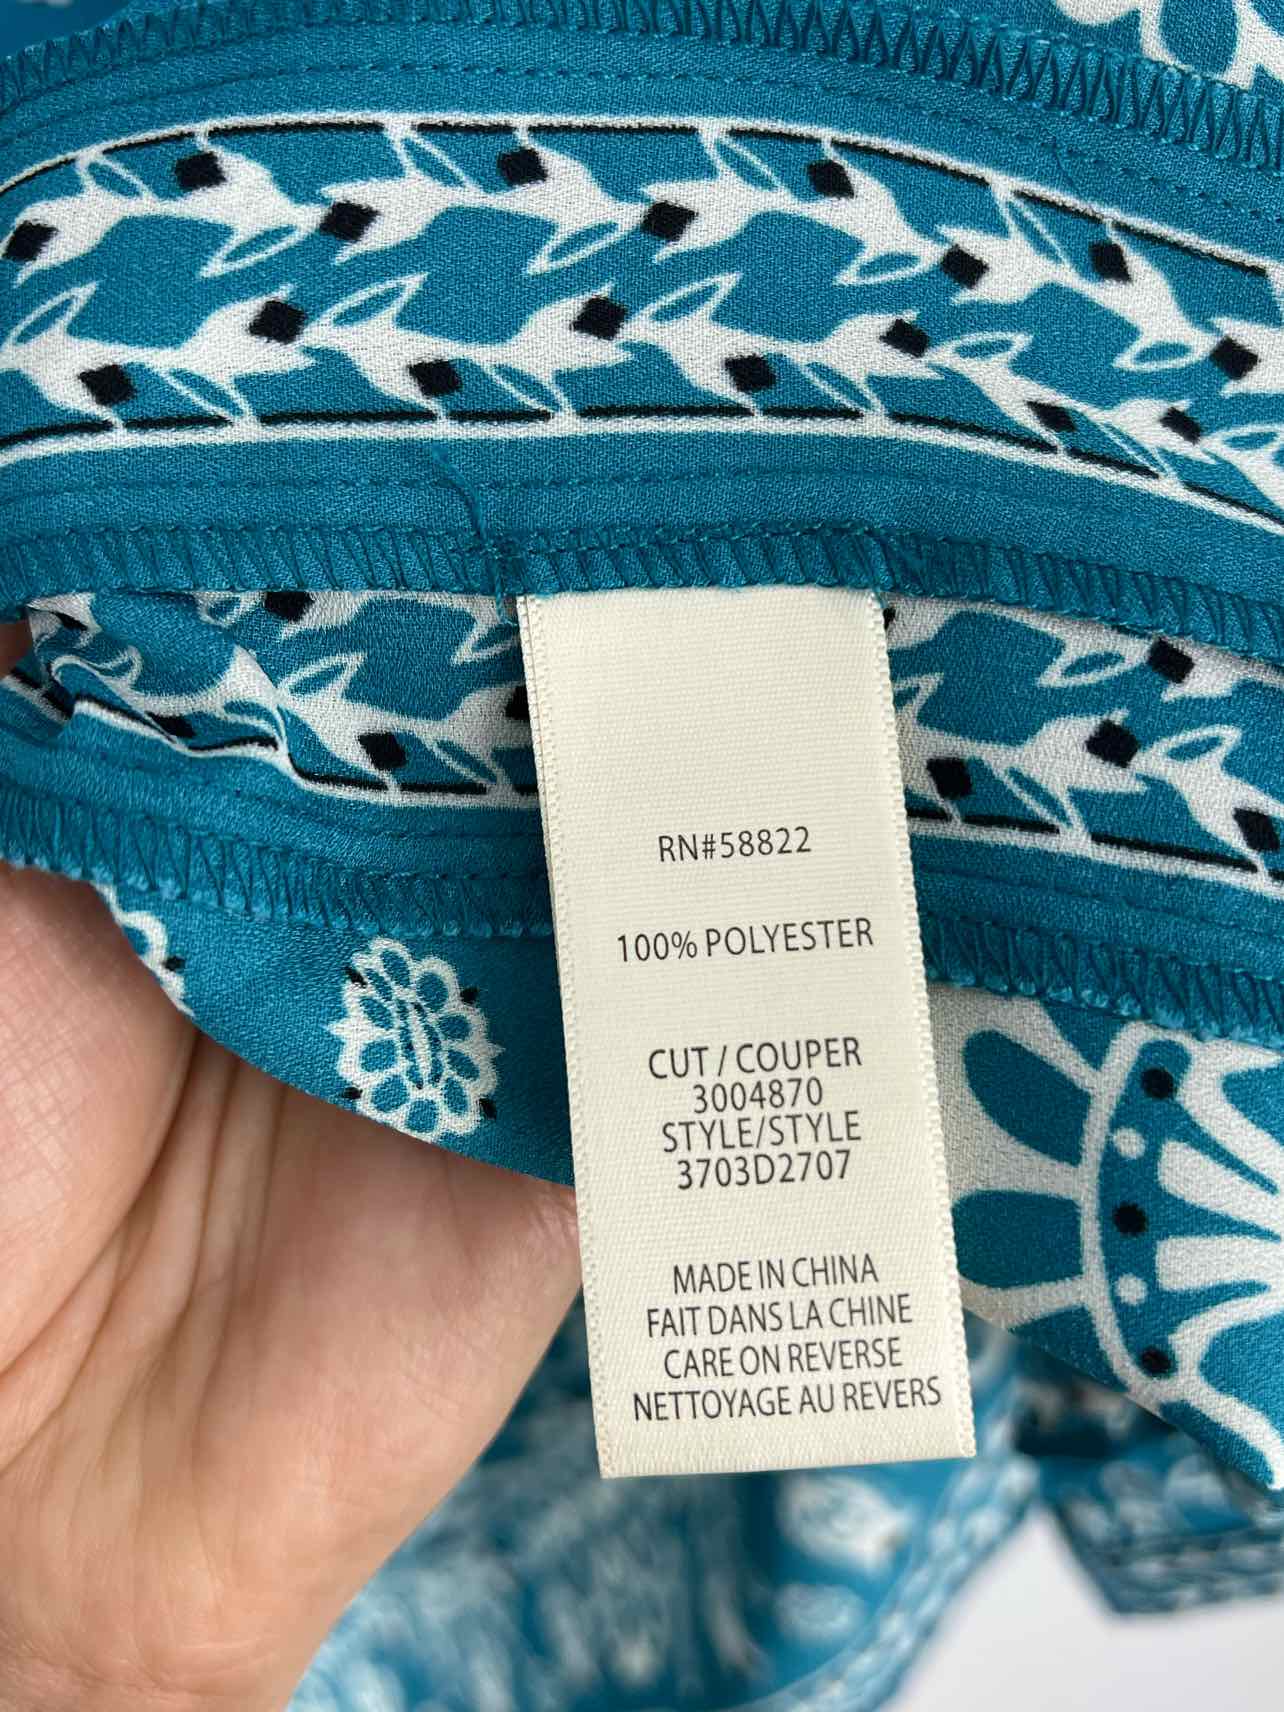 RN#58822
100% POLYESTER
CUT / COUPER
3004870
STYLE/STYLE
3703D2707
MADE IN CHINA
FAIT DANS LA CHINE
CARE ON REVERSE
NETTOYAGE AU REVERS